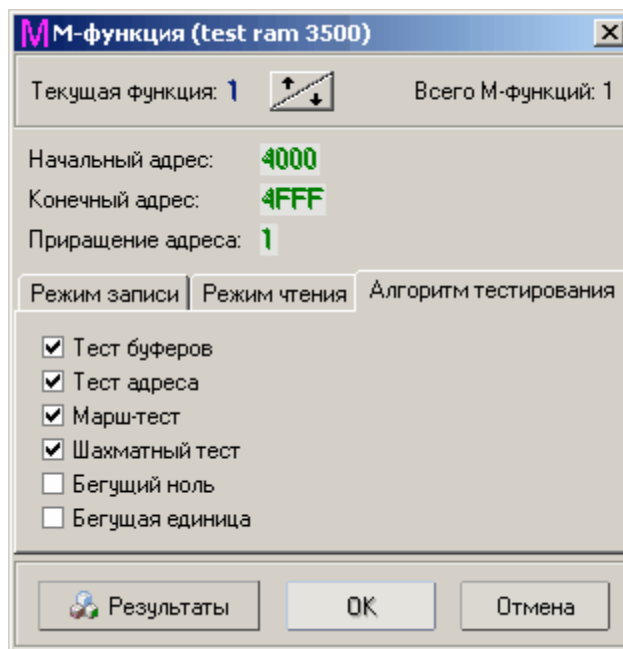 М М-функция (test ram 3500)
Текущая функция: 1 Всего М-функций: 1
Начальный адрес: 4000
Конечный адрес: 4FFF
Приращение адреса: 1
Режим записи Режим чтения Алгоритм тестирования
Тест буферов
Тест адреса
Марш-тест
Шахматный тест
Бегущий ноль
Бегущая единица
Результаты OK Отмена